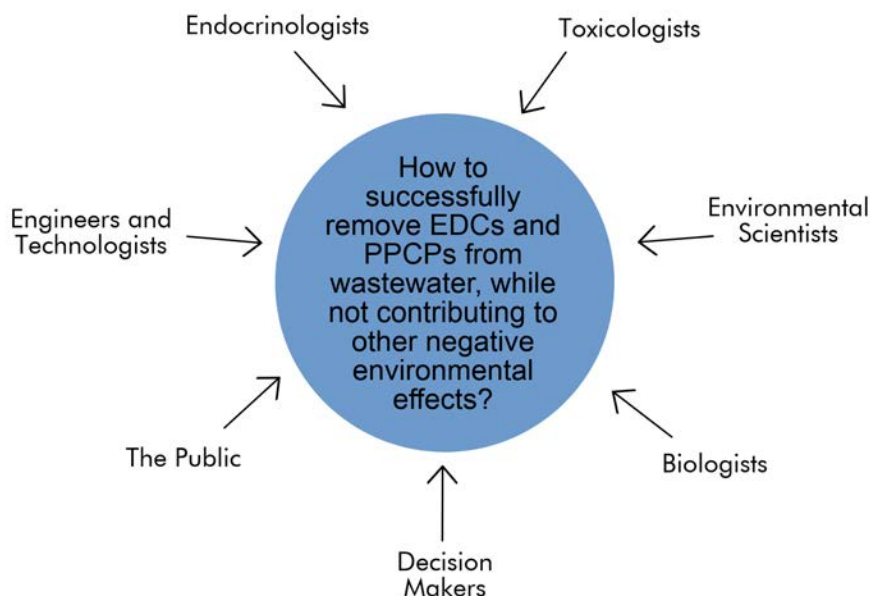 Endocrinologists
Toxicologists
How to
successfully
remove EDCs and
PPCPs from
wastewater, while
not contributing to
other negative
environmental
effects?
Engineers and
Technologists
Environmental
Scientists
The Public
Biologists
Decision
Makers